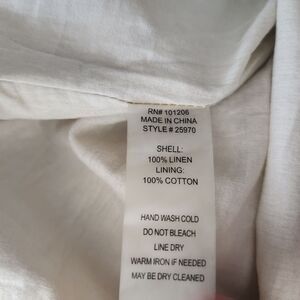 RN# 101206
MADE IN CHINA
STYLE # 25970
SHELL:
100% LINEN
LINING:
100% COTTON
HAND WASH COLD
DO NOT BLEACH
LINE DRY
WARM IRON IF NEEDED
MAY BE DRY CLEANED